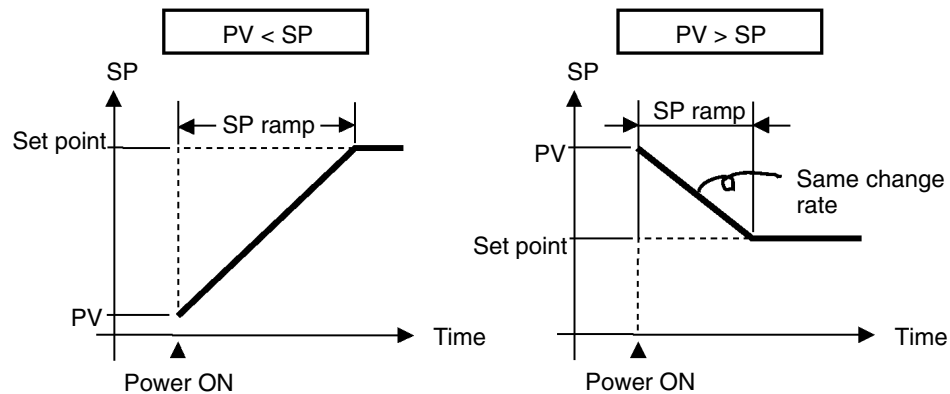 PV < SP
SP
SP ramp
Set point
PV
Time
Power ON
PV > SP
SP
SP ramp
PV
Same change
rate
Set point
Time
Power ON